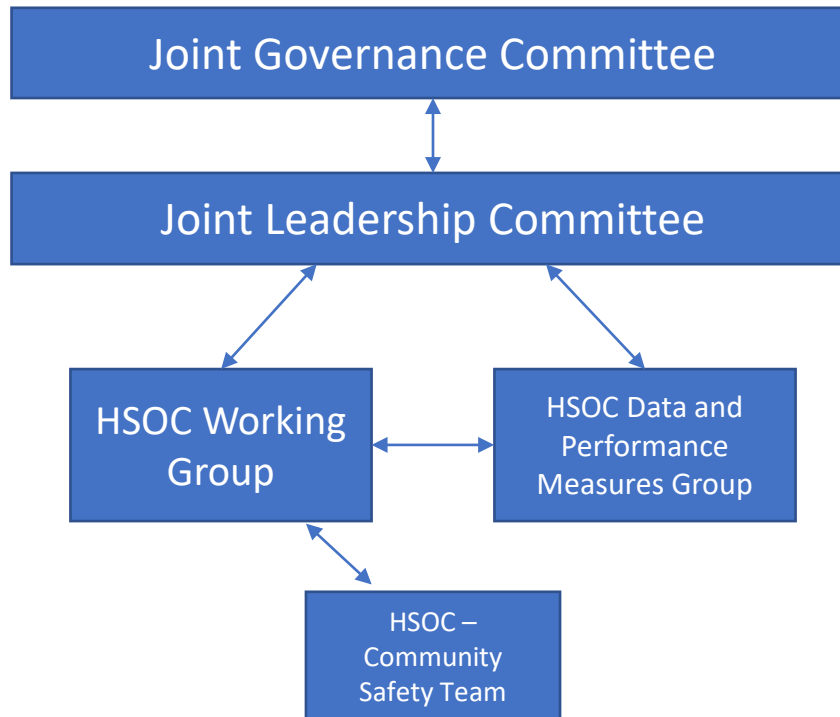 Joint Governance Committee
Joint Leadership Committee
HSOC Working
Group
HSOC Data and
Performance
Measures Group
HSOC –
Community
Safety Team